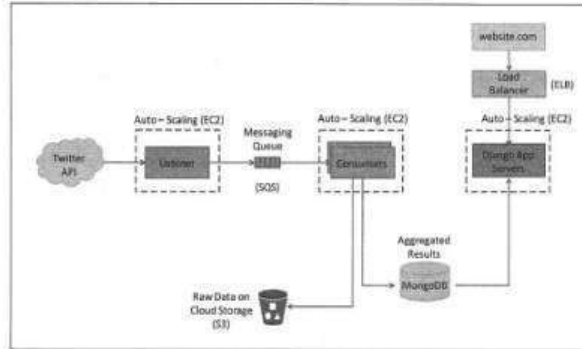 website.com
Load
Balancer
(ELB)
Auto – Scaling (EC2)
Auto – Scaling (EC2)
Messaging
Queue
Auto – Scaling (EC2)
Twitter
API
Listener
Consumers
Django App
Servers
(SQS)
Aggregated
Results
MongoDB
Raw Data on
Cloud Storage
(S3)